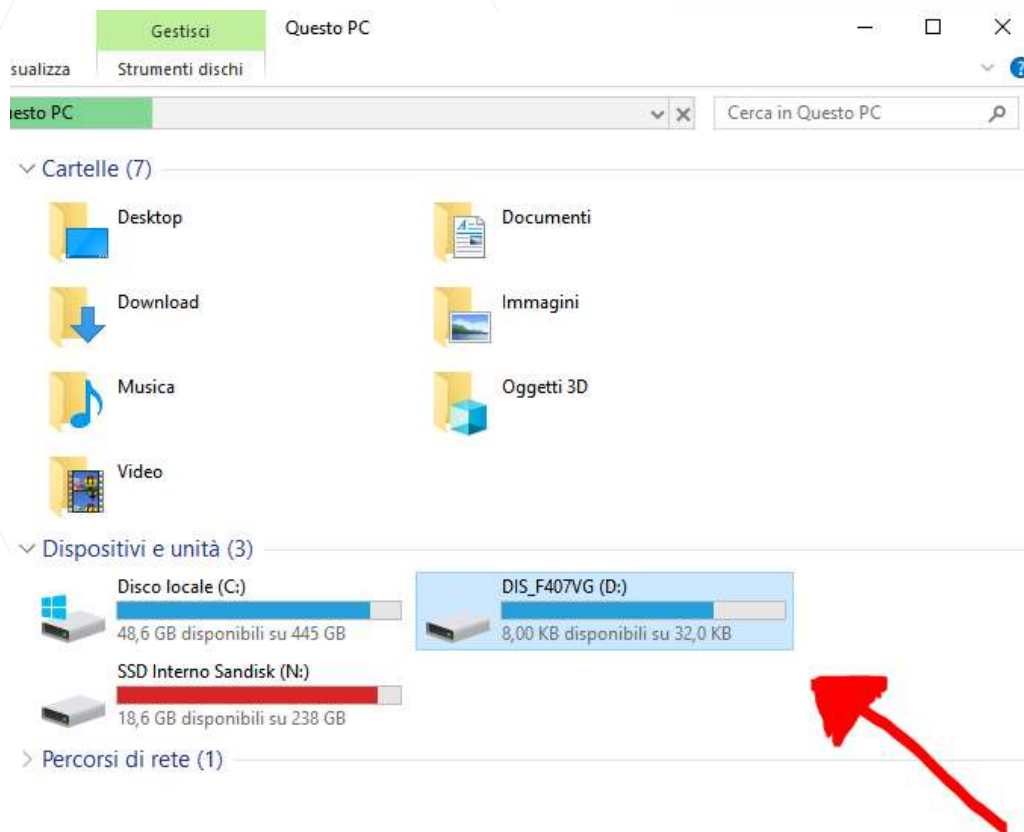 Gestisci
Questo PC
sualizza
Strumenti dischi
?
uesto PC
Cerca in Questo PC
Cartelle (7)
Desktop
Documenti
Download
Immagini
Musica
Oggetti 3D
Video
Dispositivi e unità (3)
Disco locale (C:)
DIS_F407VG (D:)
48,6 GB disponibili su 445 GB
8,00 KB disponibili su 32,0 KB
SSD Interno Sandisk (N:)
18,6 GB disponibili su 238 GB
Percorsi di rete (1)